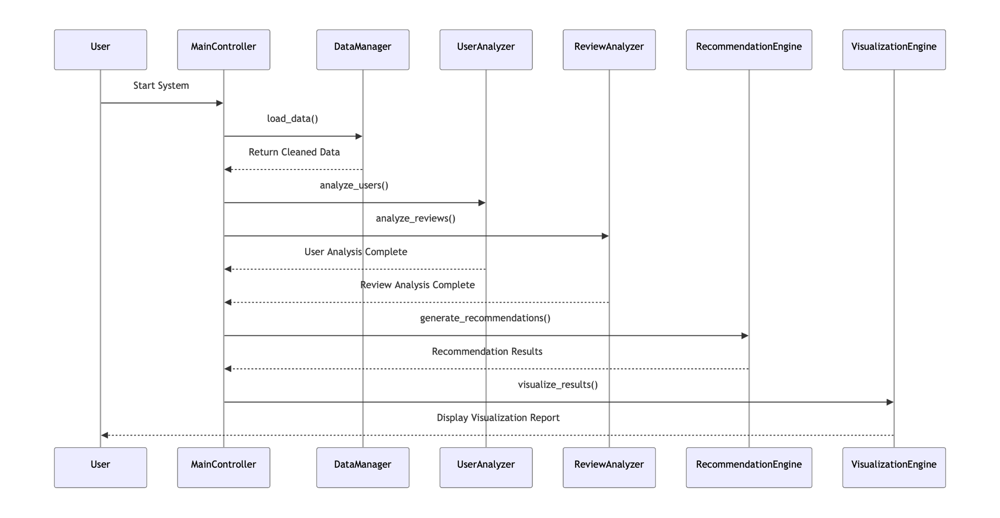 User
MainController
DataManager
UserAnalyzer
ReviewAnalyzer
RecommendationEngine
VisualizationEngine
Start System
load_data()
Return Cleaned Data
analyze_users()
analyze_reviews()
User Analysis Complete
Review Analysis Complete
generate_recommendations()
Recommendation Results
visualize_results()
Display Visualization Report
User
MainController
DataManager
UserAnalyzer
ReviewAnalyzer
RecommendationEngine
VisualizationEngine